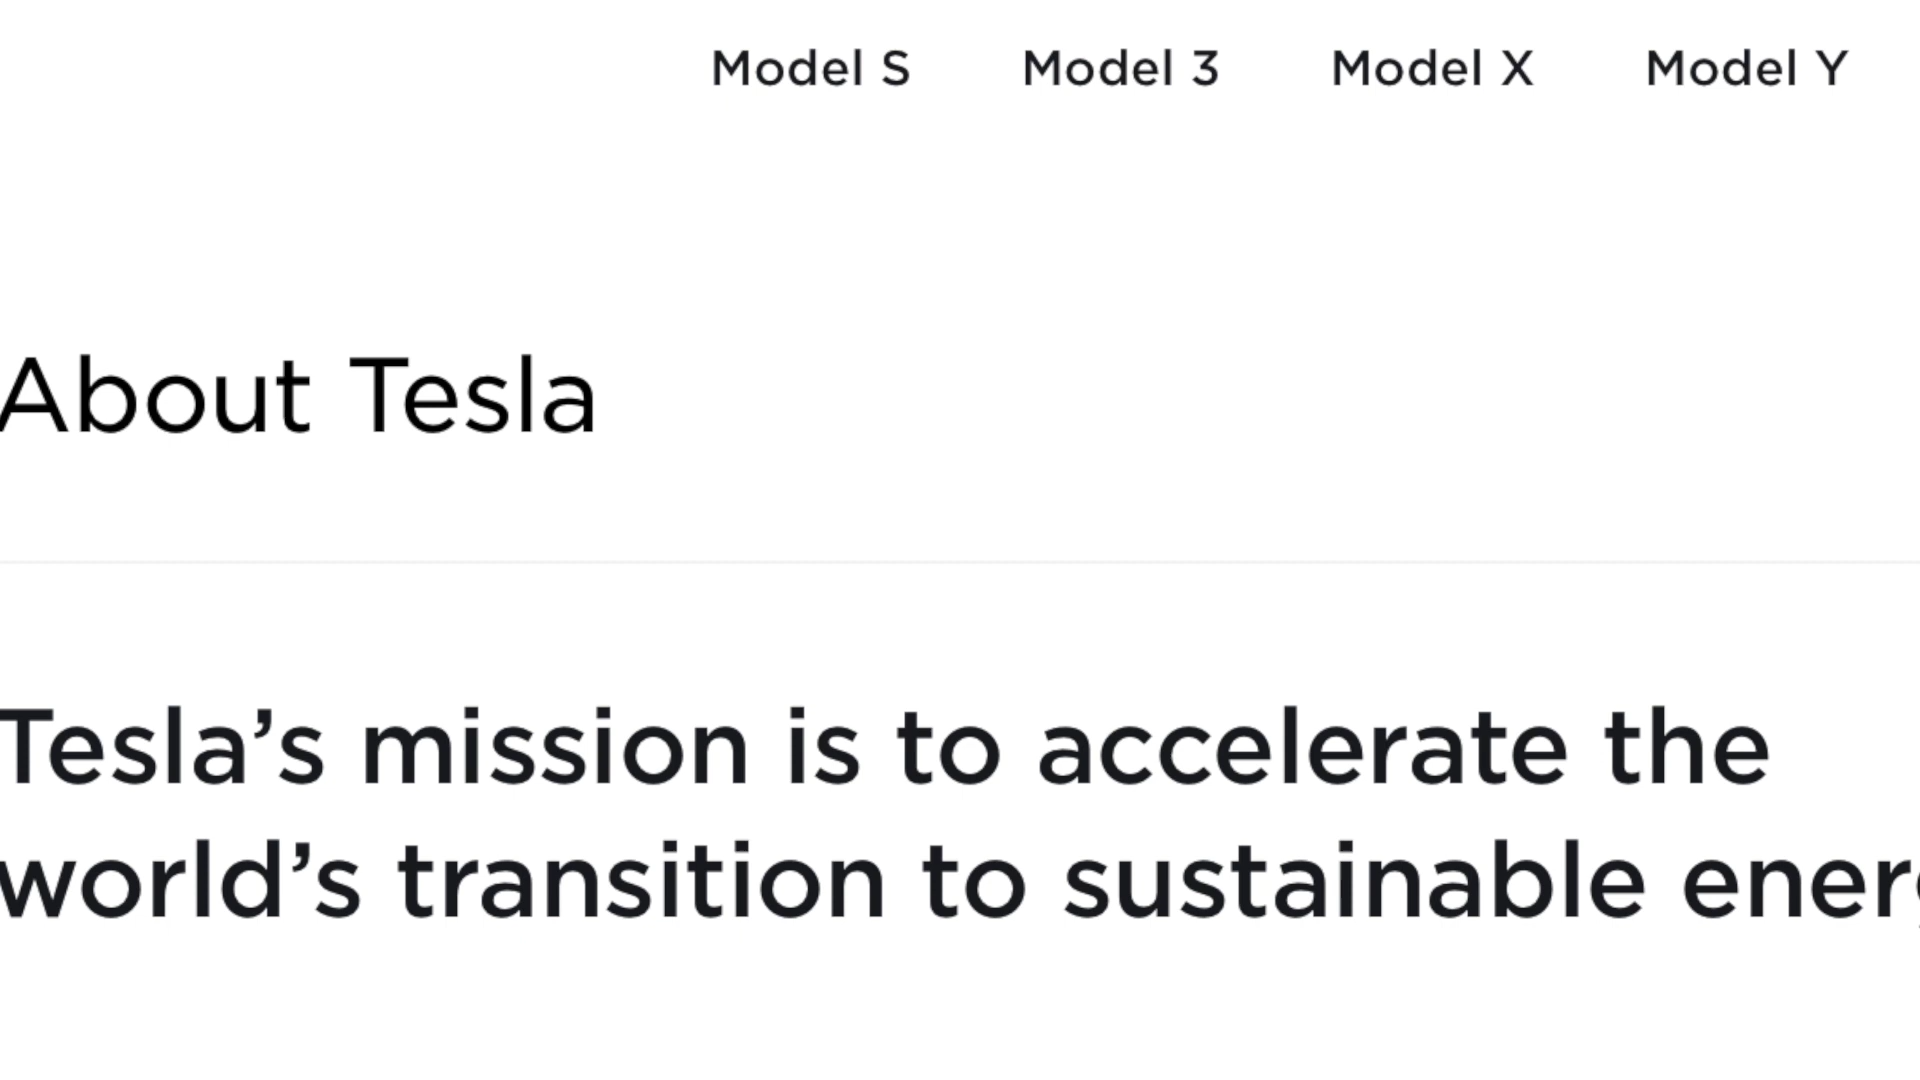 Model S Model 3 Model X Model Y
About Tesla
Tesla’s mission is to accelerate the
world’s transition to sustainable